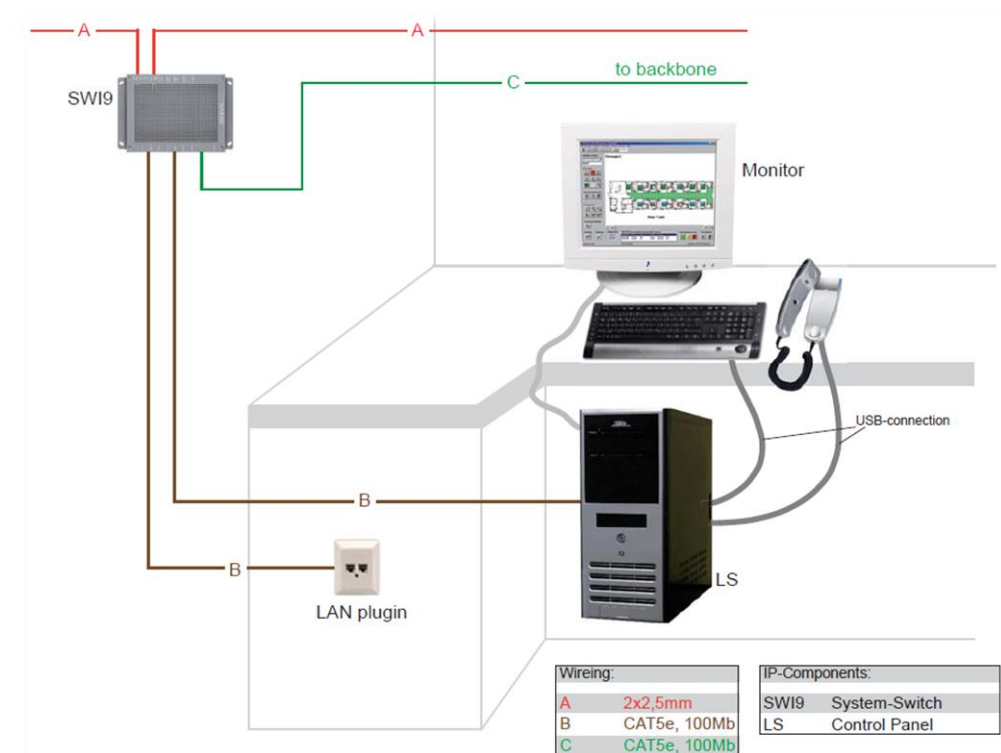 A
A
SWI9
C
to backbone
Monitor
USB-connection
B
B
LAN plugin
LS
Wireing:
A 2x2,5mm
B CAT5e, 100Mb
C CAT5e, 100Mb
IP-Components:
SWI9 System-Switch
LS Control Panel